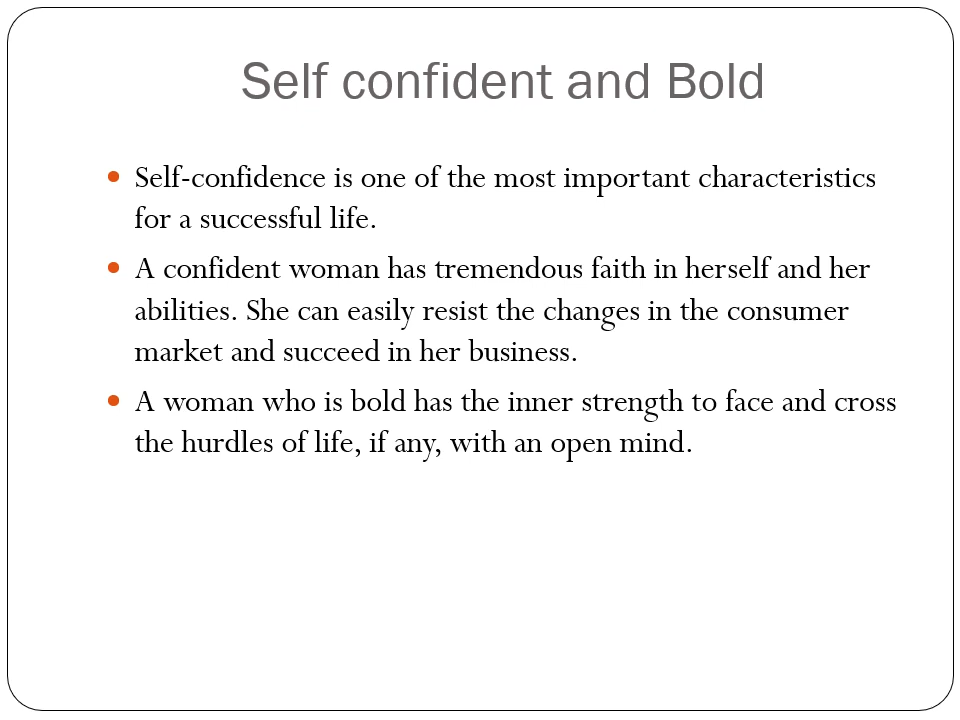 Self confident and Bold
Self-confidence is one of the most important characteristics
for a successful life.
A confident woman has tremendous faith in herself and her
abilities. She can easily resist the changes in the consumer
market and succeed in her business.
A woman who is bold has the inner strength to face and cross
the hurdles of life, if any, with an open mind.